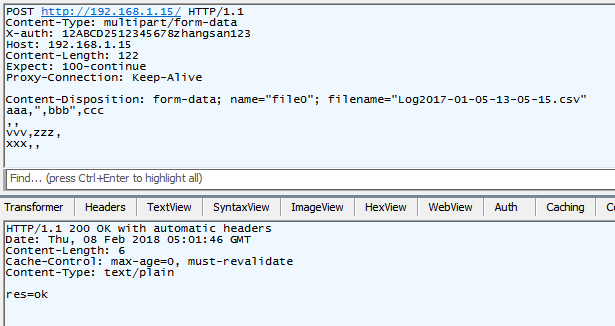 POST http://192.168.1.15/ HTTP/1.1
Content-Type: multipart/form-data
X-auth: 12ABCD2512345678zhangsan123
Host: 192.168.1.15
Content-Length: 122
Expect: 100-continue
Proxy-Connection: Keep-Alive
Content-Disposition: form-data; name="file0"; filename="Log2017-01-05-13-05-15.csv"
aaa,",bbb",ccc
,,
vvv,zzz,
xxx,,
Find... (press Ctrl+Enter to highlight all)
Transformer Headers TextView SyntaxView ImageView HexView WebView Auth Caching
HTTP/1.1 200 OK with automatic headers
Date: Thu, 08 Feb 2018 05:01:46 GMT
Content-Length: 6
Cache-Control: max-age=0, must-revalidate
Content-Type: text/plain
res=ok